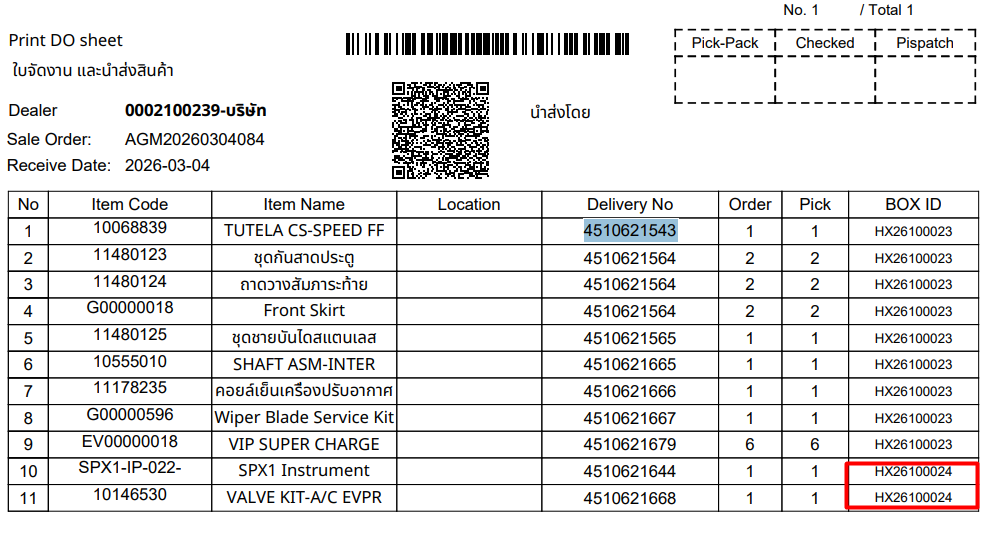 No. 1 / Total 1
Print DO sheet
ใบจัดงาน และนำส่งสินค้า
Pick-Pack Checked Pispatch
Dealer 0002100239-บริษัท
นำส่งโดย
Sale Order: AGM20260304084
Receive Date: 2026-03-04
No Item Code Item Name Location Delivery No Order Pick BOX ID
1 10068839 TUTELA CS-SPEED FF 4510621543 1 1 HX26100023
2 11480123 ชุดกันสาดประตู 4510621564 2 2 HX26100023
3 11480124 ถาดวางสัมภาระท้าย 4510621564 2 2 HX26100023
4 G00000018 Front Skirt 4510621564 2 2 HX26100023
5 11480125 ชุดชายบันไดสแตนเลส 4510621565 1 1 HX26100023
6 10555010 SHAFT ASM-INTER 4510621665 1 1 HX26100023
7 11178235 คอยล์เย็นเครื่องปรับอากาศ 4510621666 1 1 HX26100023
8 G00000596 Wiper Blade Service Kit 4510621667 1 1 HX26100023
9 EV00000018 VIP SUPER CHARGE 4510621679 6 6 HX26100023
10 SPX1-IP-022- SPX1 Instrument 4510621644 1 1 HX26100024
11 10146530 VALVE KIT-A/C EVPR 4510621668 1 1 HX26100024